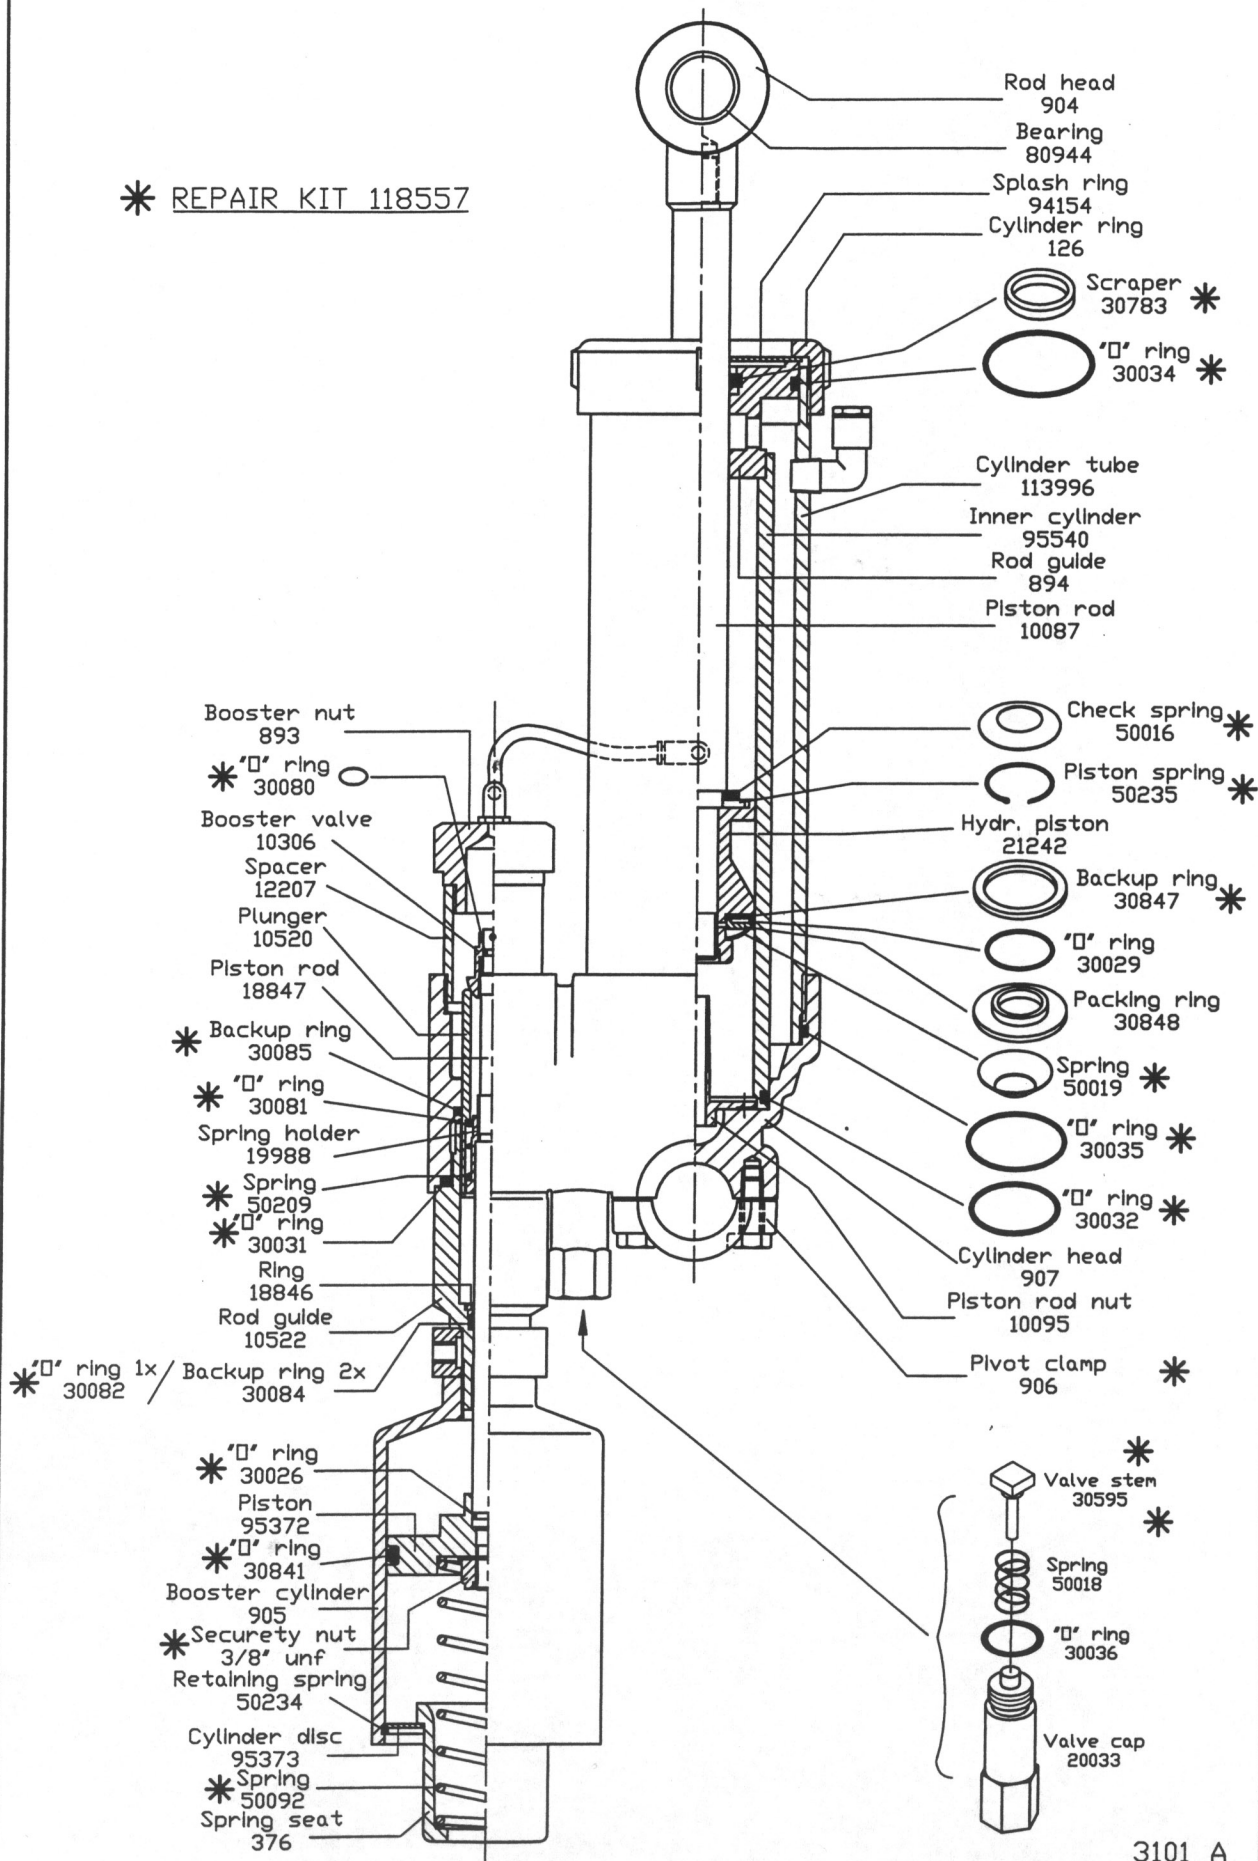 ✱ REPAIR KIT 118557
Rod head
904
Bearing
80944
Splash ring
94154
Cylinder ring
126
Scraper
30783 ✱
"O" ring
30034 ✱
Cylinder tube
113996
Inner cylinder
95540
Rod guide
894
Piston rod
10087
Check spring
50016 ✱
Piston spring
50235 ✱
Hydr. piston
21242
Backup ring
30847 ✱
"O" ring
30029
Packing ring
30848
Spring
50019 ✱
"O" ring
30035 ✱
"O" ring
30032 ✱
Cylinder head
907
Piston rod nut
10095
Pivot clamp
906 ✱
Booster nut
893
✱ "O" ring
30080
Booster valve
10306
Spacer
12207
Plunger
10520
Piston rod
18847
✱ Backup ring
30085
✱ "O" ring
30081
Spring holder
19988
✱ Spring
50209
✱ "O" ring
30031
Ring
18846
Rod guide
10522
✱ "O" ring 1x / Backup ring 2x
30082 30084
✱ "O" ring
30026
Piston
95372
✱ "O" ring
30841
Booster cylinder
905
✱ Securety nut
3/8" unf
Retaining spring
50234
Cylinder disc
95373
✱ Spring
50092
Spring seat
376
✱
Valve stem
30595
✱
Spring
50018
"O" ring
30036
Valve cap
20033
3101 A